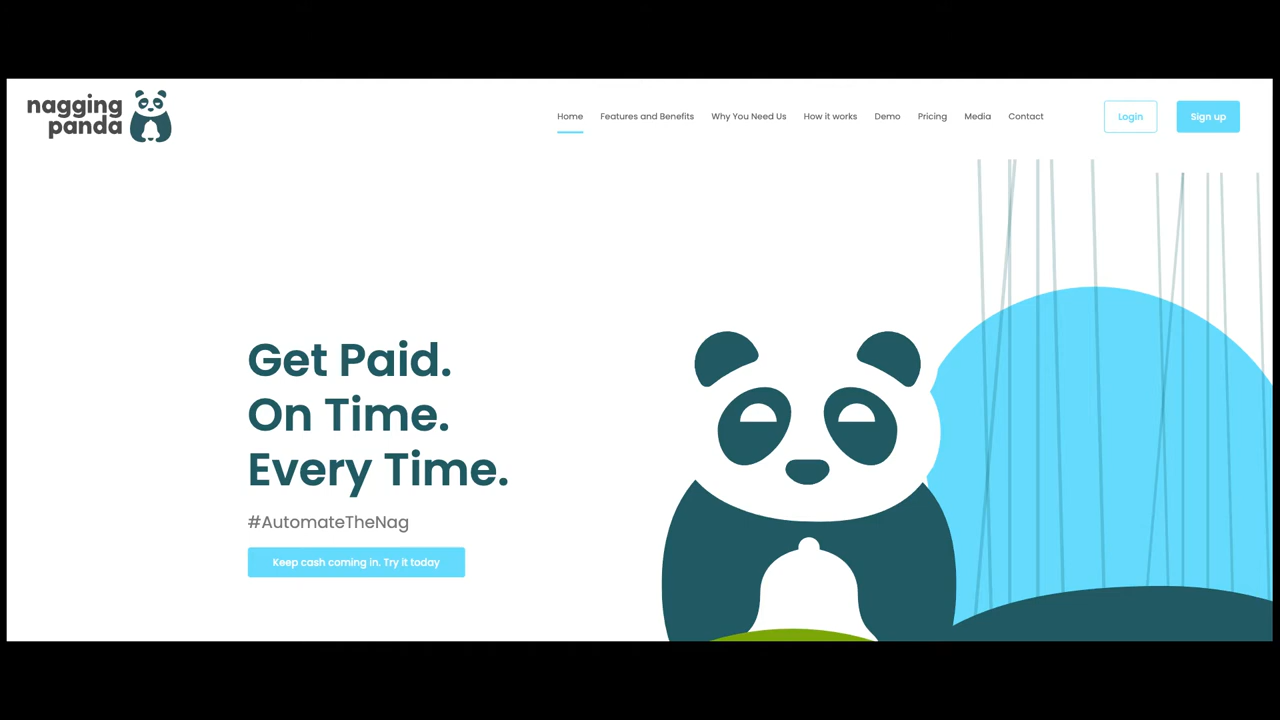 nagging
panda
Home Features and Benefits Why You Need Us How it works Demo Pricing Media Contact Login Sign up
Get Paid.
On Time.
Every Time.
#AutomateTheNag
Keep cash coming in. Try it today